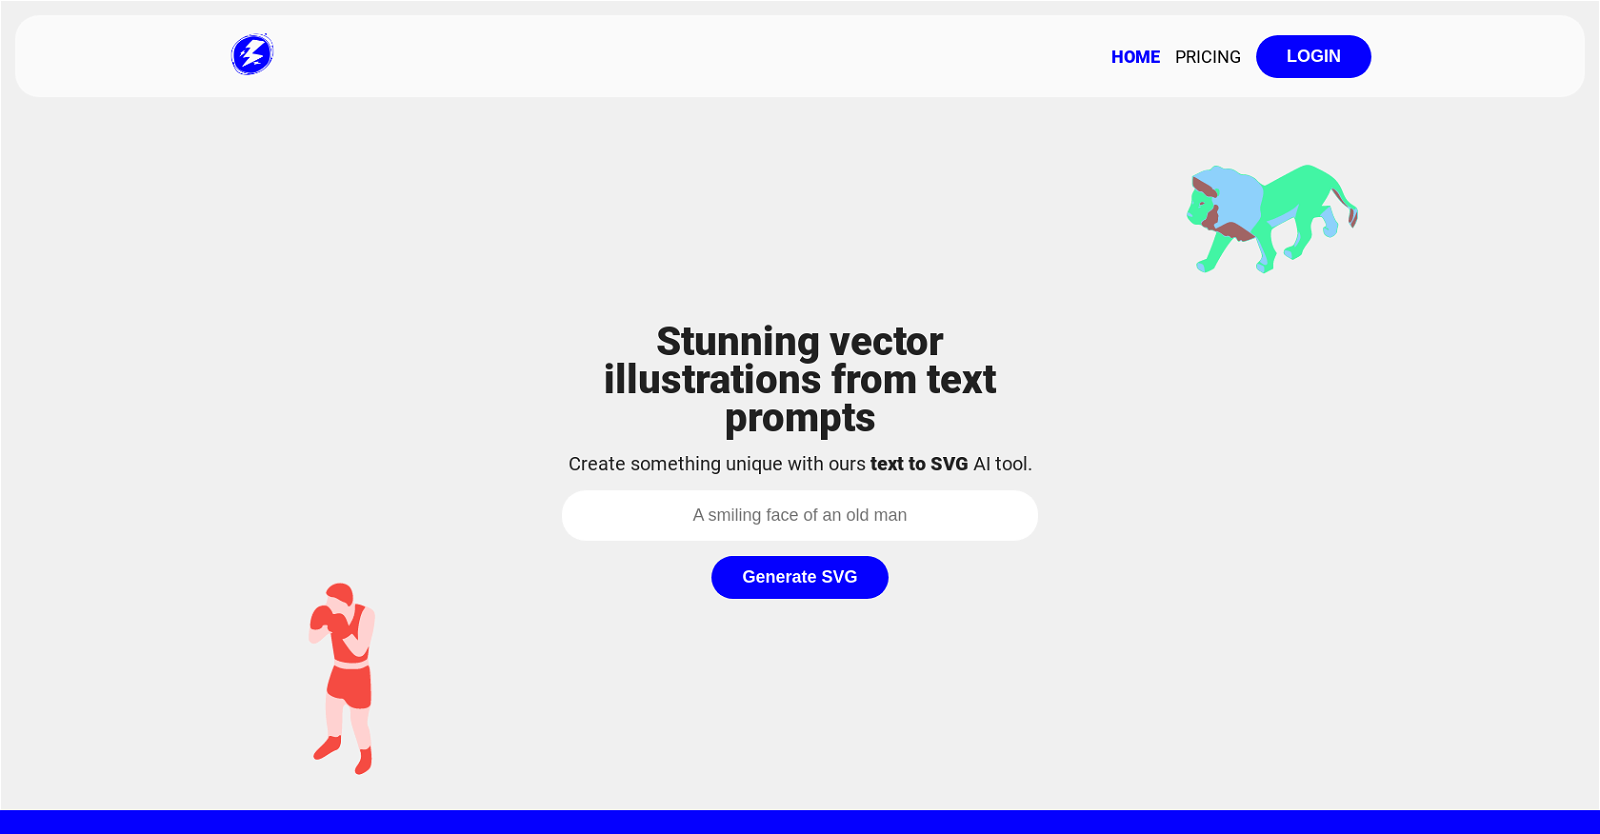 HOME PRICING LOGIN
Stunning vector
illustrations from text
prompts
Create something unique with ours text to SVG AI tool.
A smiling face of an old man
Generate SVG